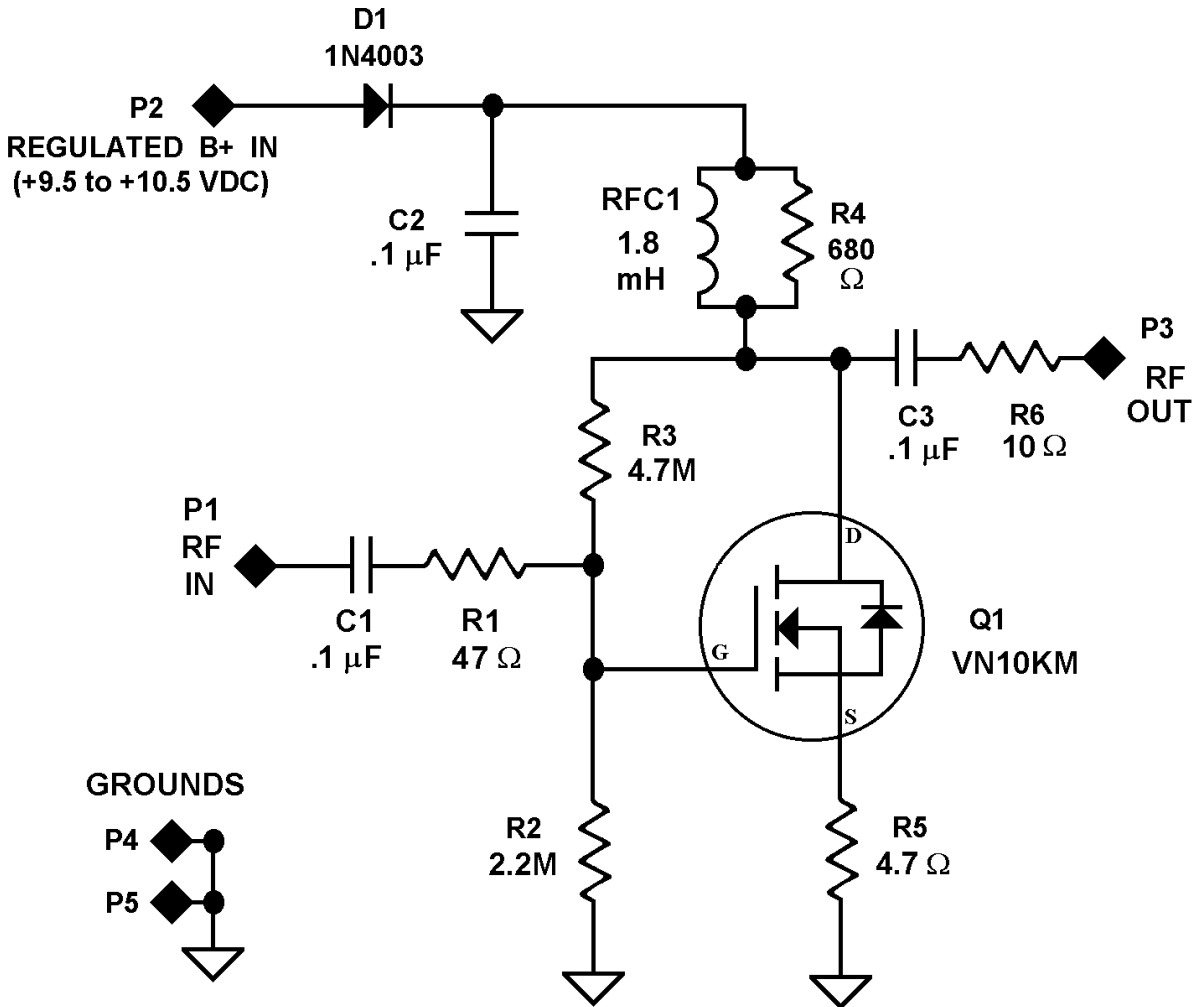 D1
1N4003
P2
REGULATED B+ IN
(+9.5 to +10.5 VDC)
C2
.1 μF
RFC1
1.8
mH
R4
680
Ω
P3
RF
OUT
C3
.1 μF
R6
10 Ω
R3
4.7M
P1
RF
IN
C1
.1 μF
R1
47 Ω
D
G
S
Q1
VN10KM
GROUNDS
P4
P5
R2
2.2M
R5
4.7 Ω